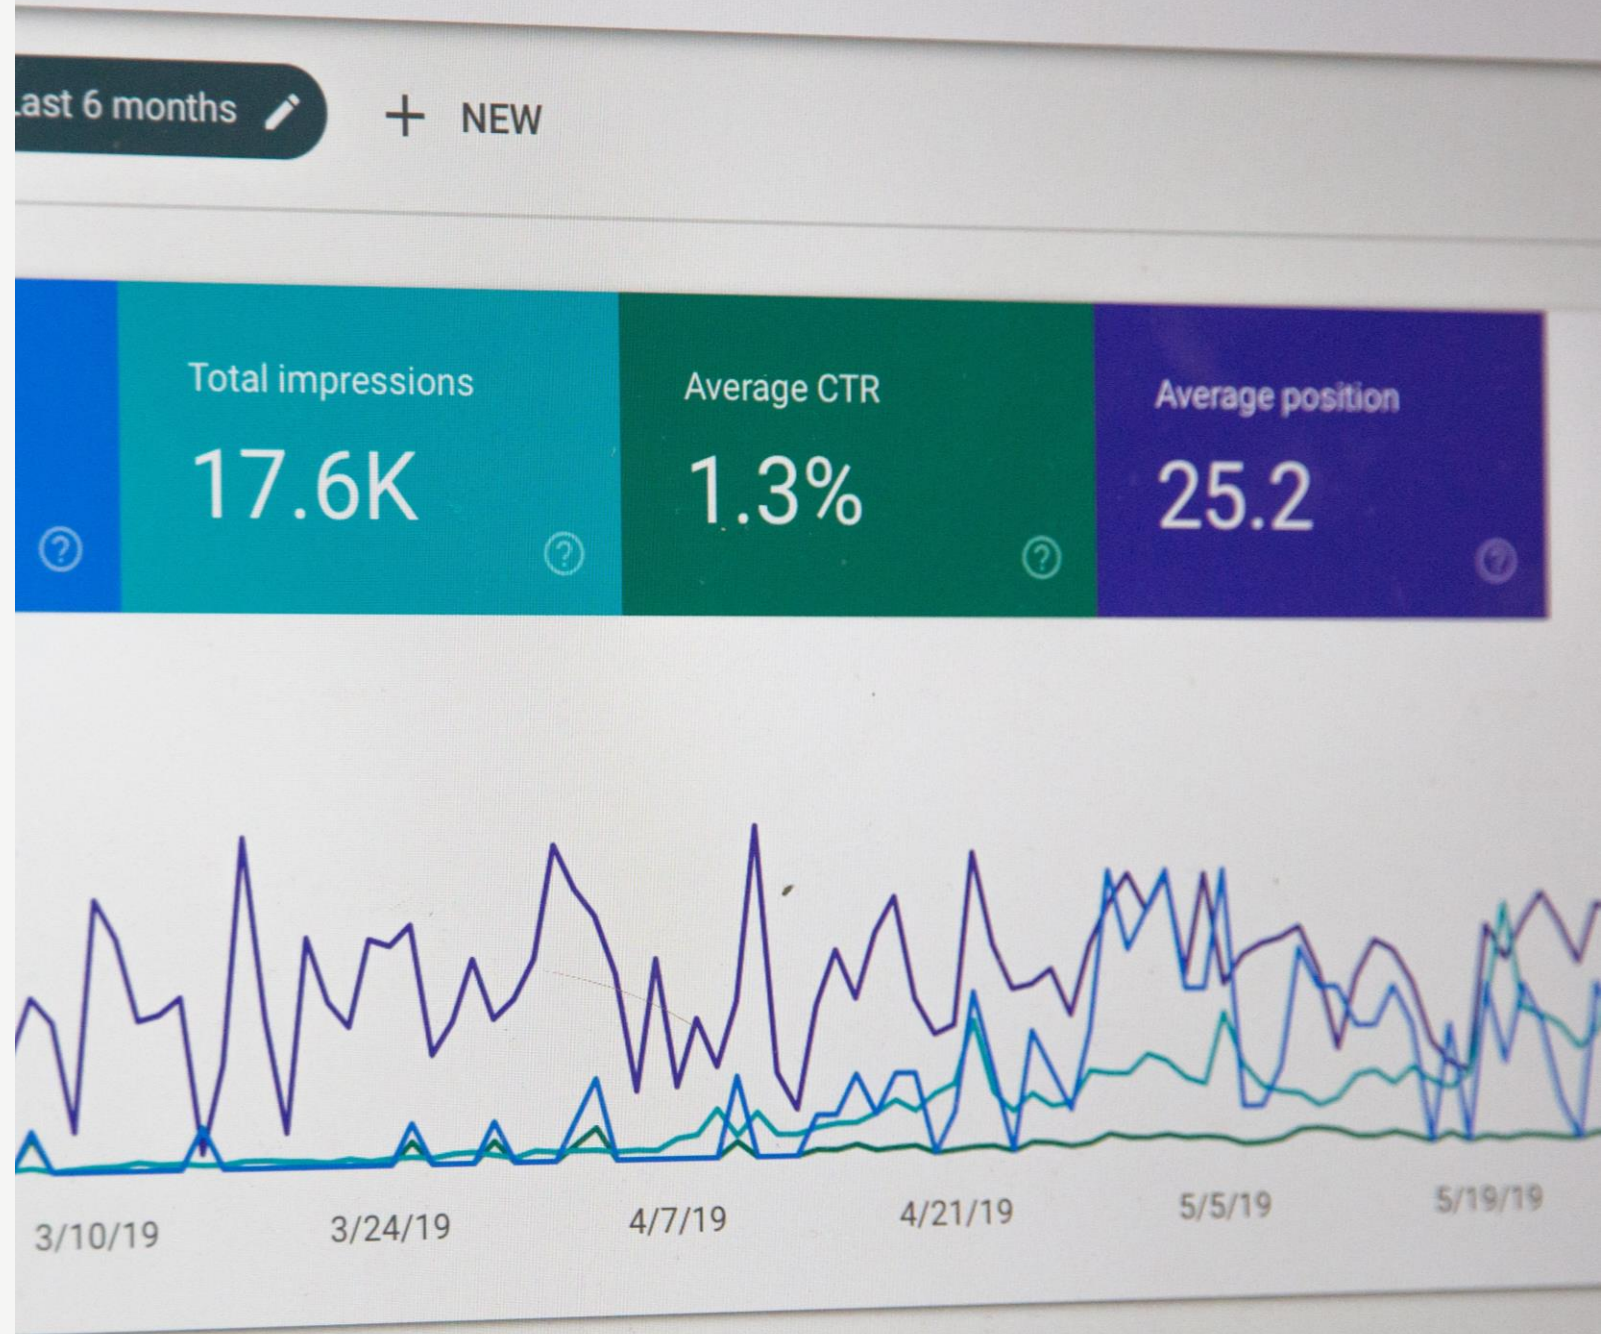 Last 6 months
+ NEW
Total impressions
17.6K
Average CTR
1.3%
Average position
25.2
3/10/19 3/24/19 4/7/19 4/21/19 5/5/19 5/19/19